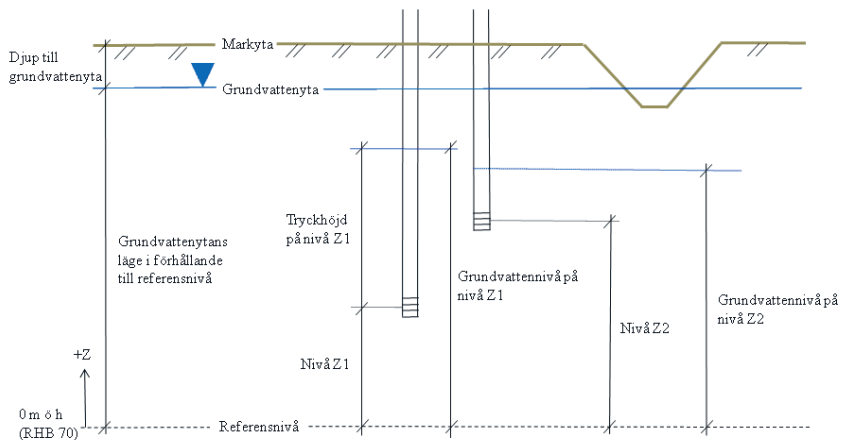 Markyta
Djup till
grundvattenyta
Grundvattenyta
Tryckhöjd
på nivå Z1
Grundvattenytans
läge i förhållande
till referensnivå
Grundvattennivå på
nivå Z1
Grundvattennivå på
nivå Z2
Nivå Z2
Nivå Z1
+Z
0 m ö h
(RHB 70)
Referensnivå